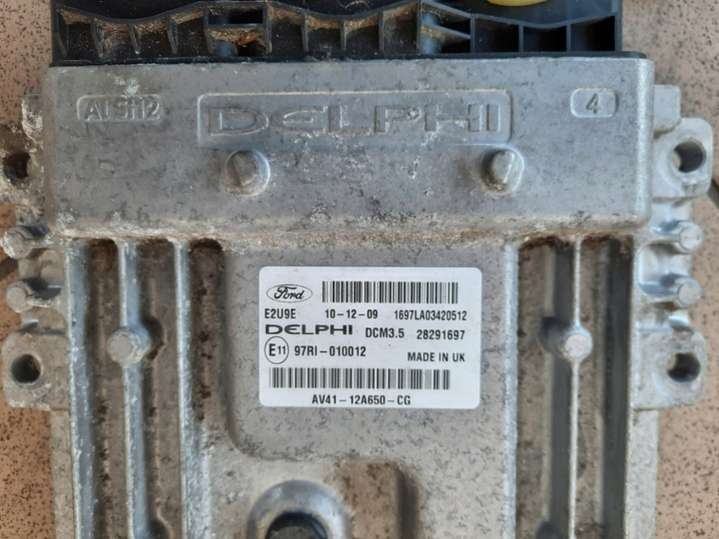 AlSi12 DELPHI 4
Ford
E2U9E 10-12-09 1697LA03420512
DELPHI DCM3.5 28291697
E11 97RI-010012 MADE IN UK
AV41-12A650-CG